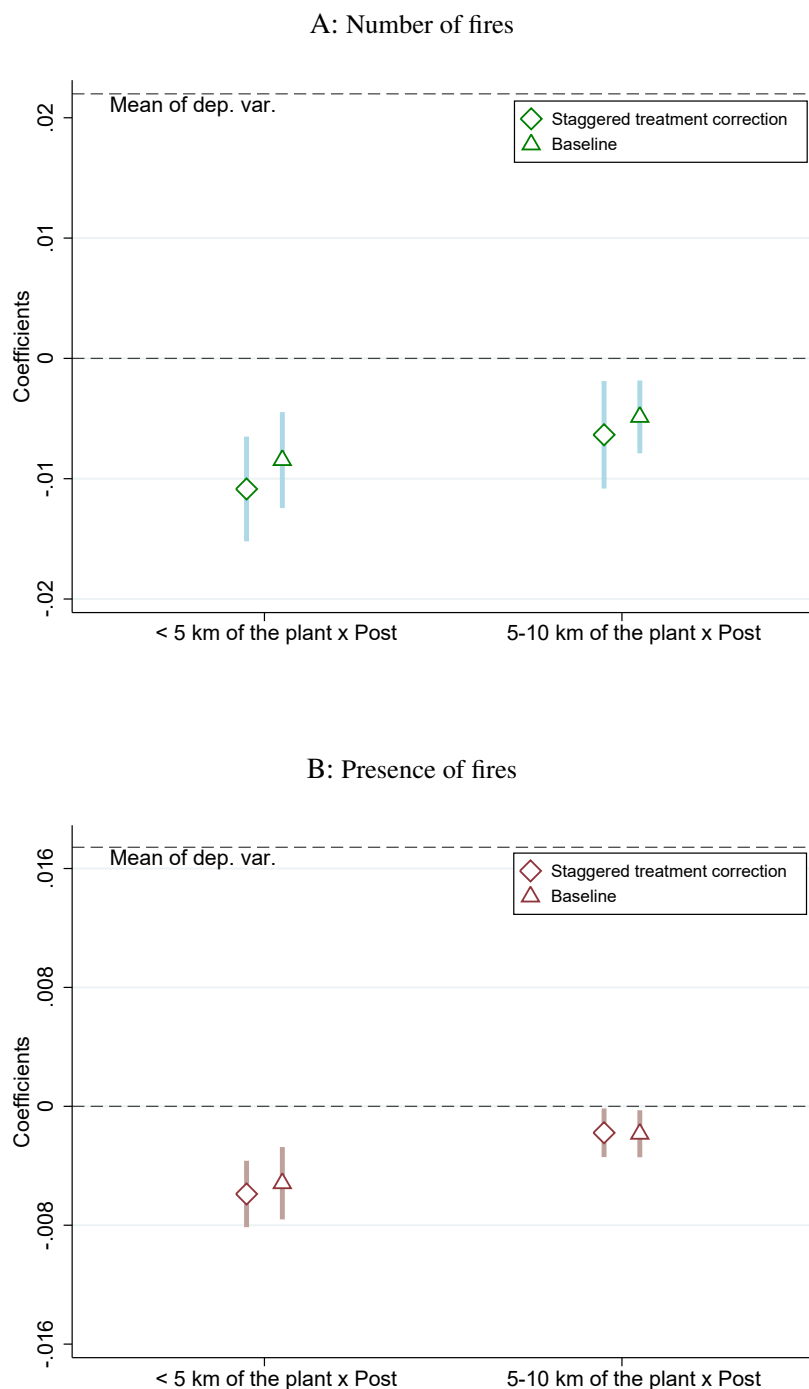 A: Number of fires
Mean of dep. var.
Staggered treatment correction
Baseline
.02
.01
0
-.01
-.02
Coefficients
< 5 km of the plant x Post
5-10 km of the plant x Post
B: Presence of fires
Mean of dep. var.
Staggered treatment correction
Baseline
.016
.008
0
-.008
-.016
Coefficients
< 5 km of the plant x Post
5-10 km of the plant x Post